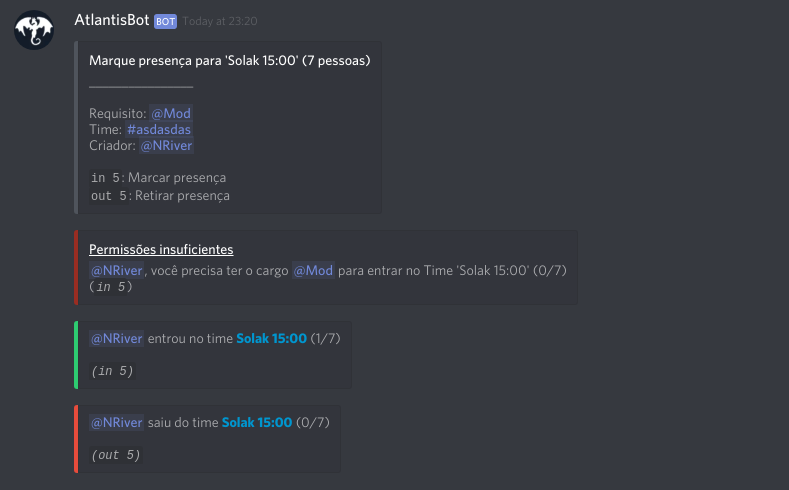 AtlantisBot BOT Today at 23:20
Marque presença para 'Solak 15:00' (7 pessoas)
Requisito: @Mod
Time: #asdasdas
Criador: @NRiver
in 5: Marcar presença
out 5: Retirar presença
Permissões insuficientes
@NRiver, você precisa ter o cargo @Mod para entrar no Time 'Solak 15:00' (0/7)
(in 5)
@NRiver entrou no time Solak 15:00 (1/7)
(in 5)
@NRiver saiu do time Solak 15:00 (0/7)
(out 5)